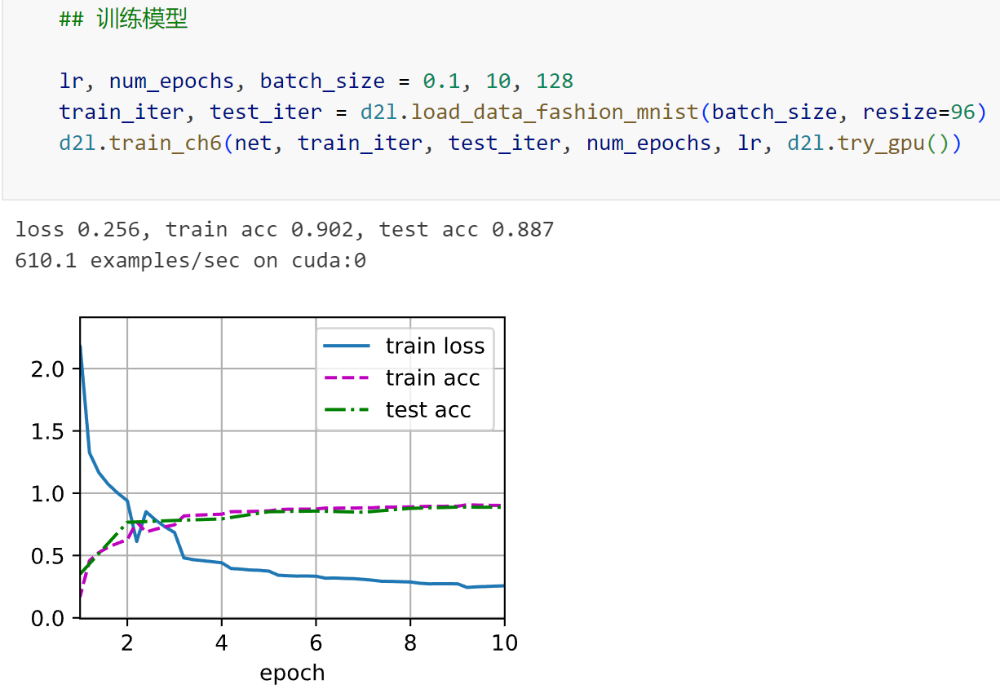 ## 训练模型
lr, num_epochs, batch_size = 0.1, 10, 128
train_iter, test_iter = d2l.load_data_fashion_mnist(batch_size, resize=96)
d2l.train_ch6(net, train_iter, test_iter, num_epochs, lr, d2l.try_gpu())
loss 0.256, train acc 0.902, test acc 0.887
610.1 examples/sec on cuda:0
train loss
train acc
test acc
2.0
1.5
1.0
0.5
0.0
2 4 6 8 10
epoch